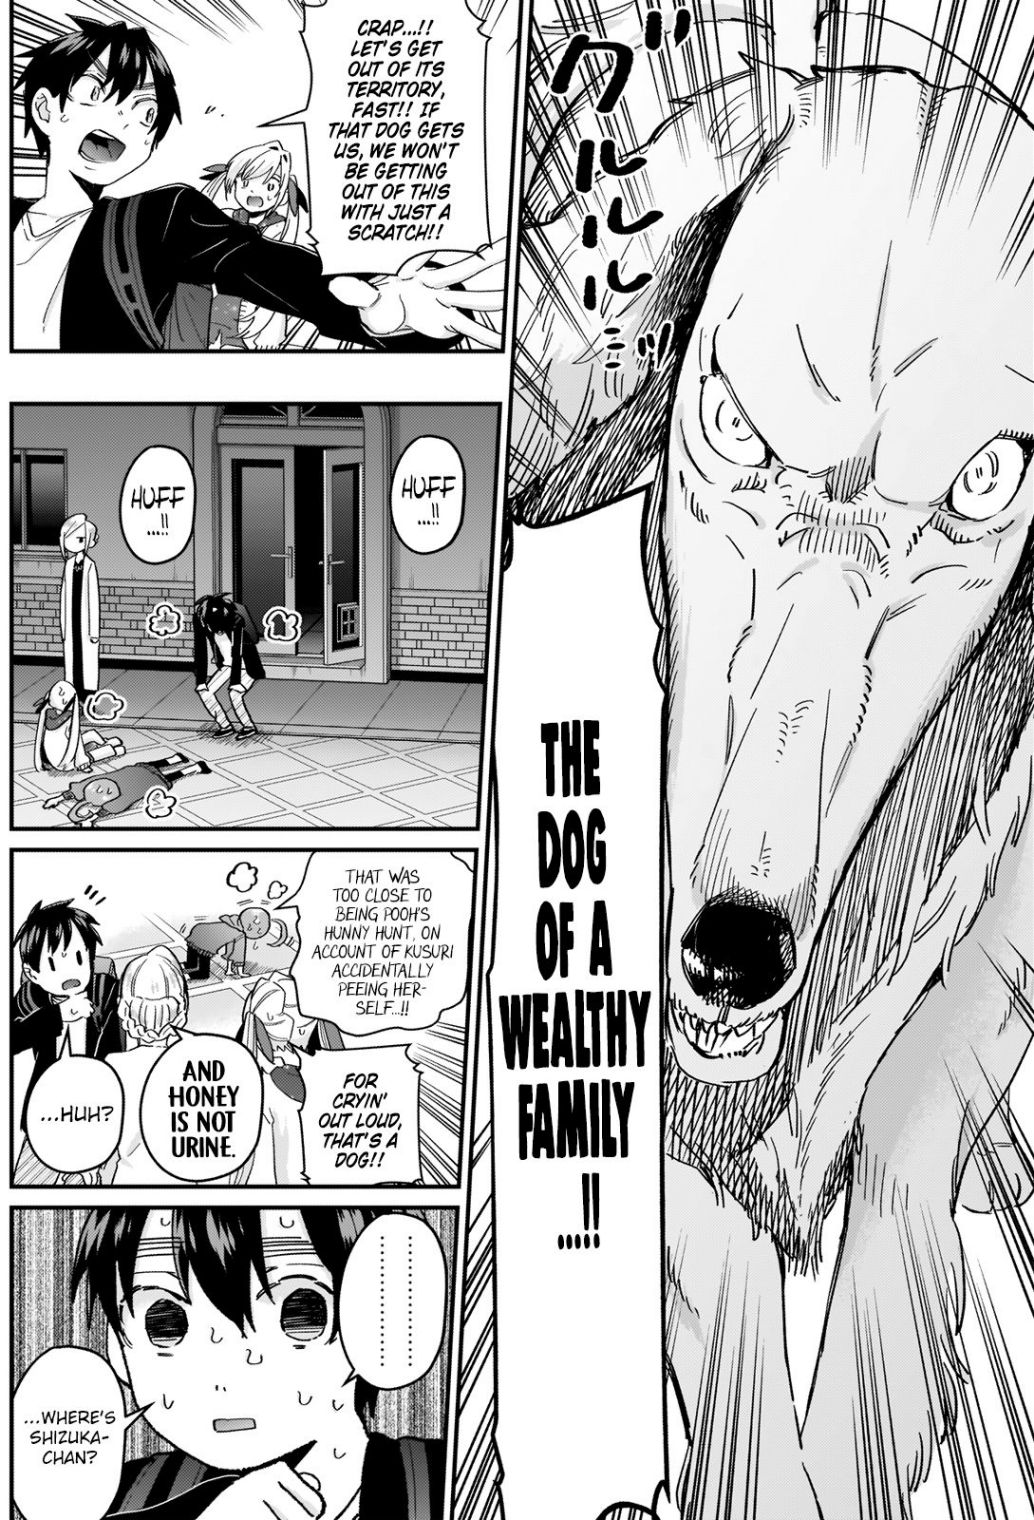 グルルルルッ
THE
DOG
OF A
WEALTHY
FAMILY
.....!!
CRAP...!!
LET'S GET
OUT OF ITS
TERRITORY,
FAST!! IF
THAT DOG GETS
US, WE WON'T
BE GETTING
OUT OF THIS
WITH JUST A
SCRATCH!!
HUFF
.....!!
HUFF
.....!!
THAT WAS
TOO CLOSE TO
BEING POOH'S
HUNNY HUNT, ON
ACCOUNT OF KUSURI
ACCIDENTALLY
PEEING HER-
SELF...!!
FOR
CRYIN'
OUT LOUD,
THAT'S A
DOG!!
AND
HONEY
IS NOT
URINE.
...HUH?
............
...WHERE'S
SHIZUKA-
CHAN?